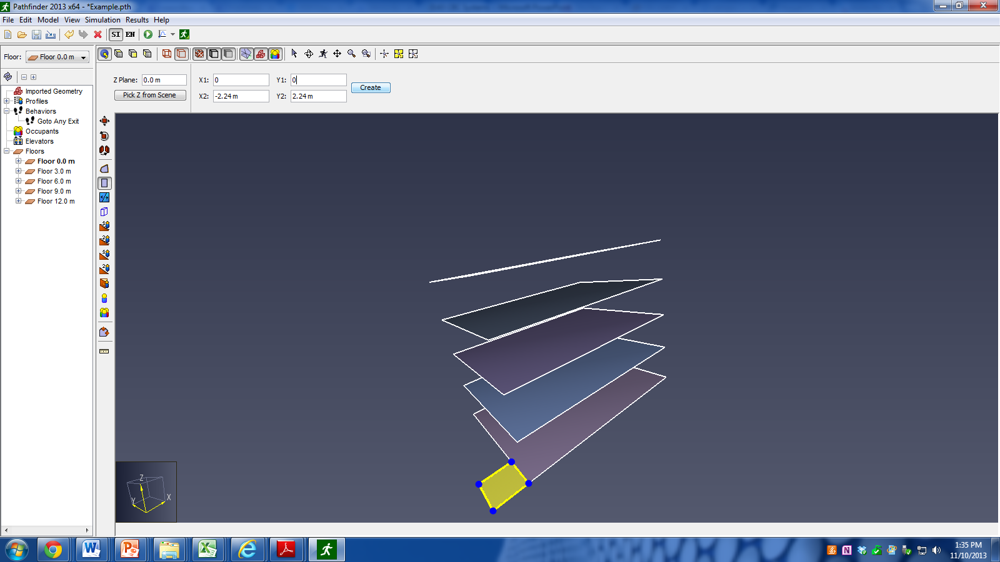 Pathfinder 2013 x64 - *Example.pth
File Edit Model View Simulation Results Help
SI EN
Floor: Floor 0.0 m
Z Plane: 0.0 m X1: 0 Y1: 0 Create
Pick Z from Scene X2: -2.24 m Y2: 2.24 m
Imported Geometry
Profiles
Behaviors
Goto Any Exit
Occupants
Elevators
Floors
Floor 0.0 m
Floor 3.0 m
Floor 6.0 m
Floor 9.0 m
Floor 12.0 m
Z
Y
X
1:35 PM
11/10/2013